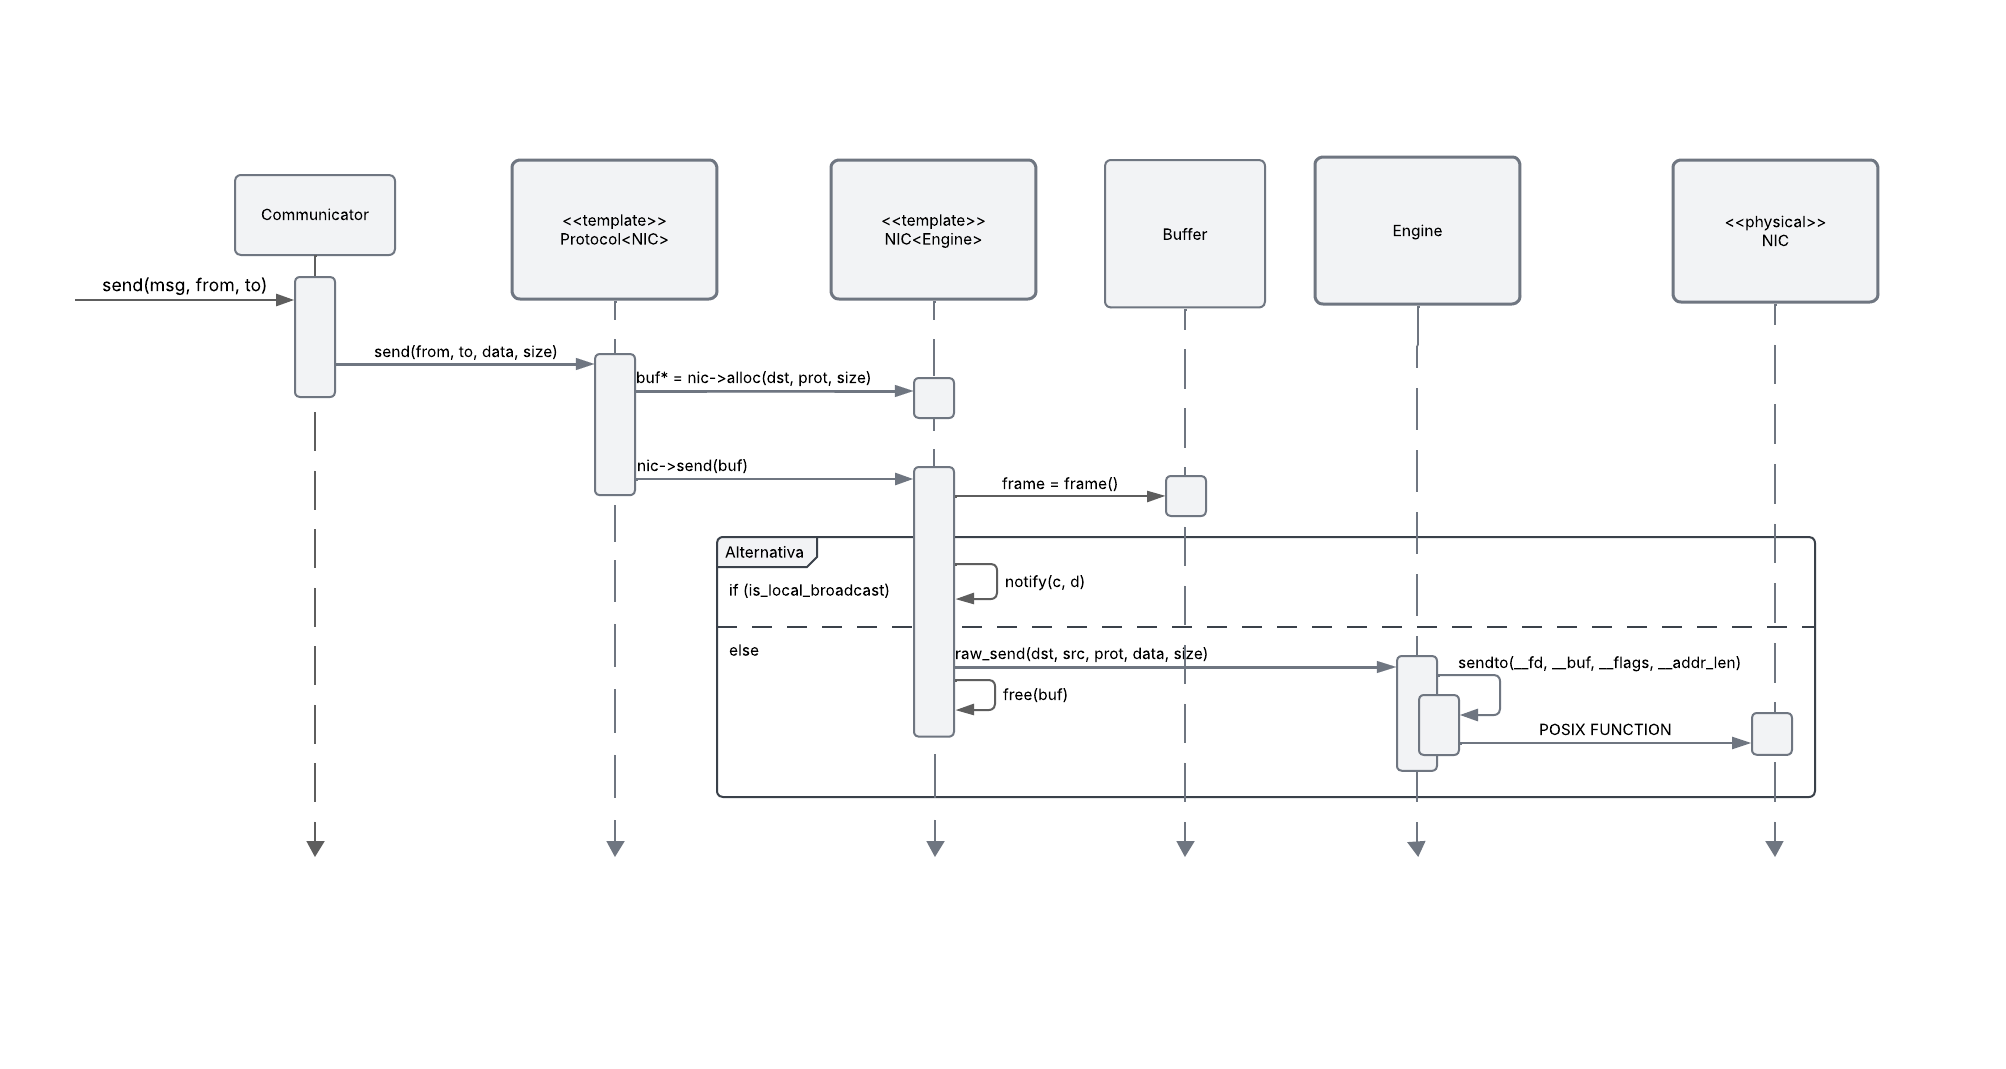 Communicator
<<template>>
Protocol<NIC>
<<template>>
NIC<Engine>
Buffer
Engine
<<physical>>
NIC
send(msg, from, to)
send(from, to, data, size)
buf* = nic->alloc(dst, prot, size)
nic->send(buf)
frame = frame()
Alternativa
if (is_local_broadcast)
notify(c, d)
else
raw_send(dst, src, prot, data, size)
sendto(__fd, __buf, __flags, __addr_len)
free(buf)
POSIX FUNCTION